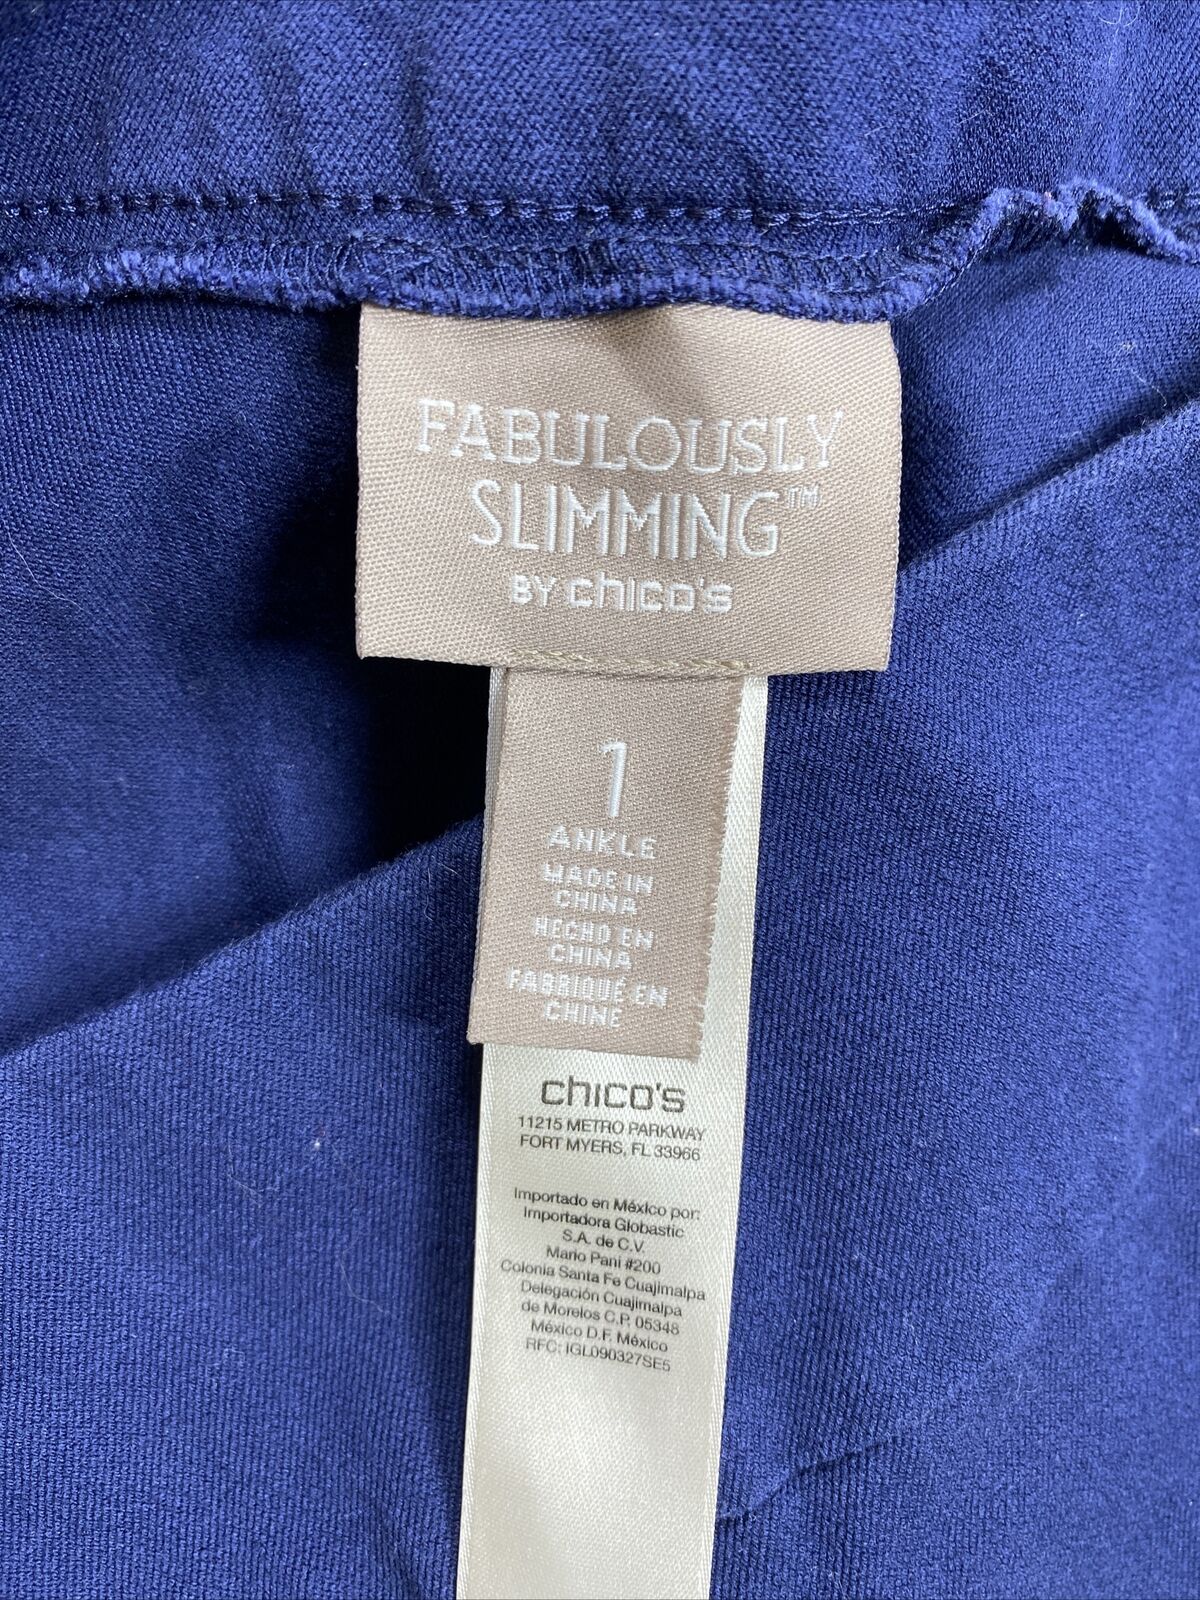 FABULOUSLY
SLIMMING™
BY chico's
1
ANKLE
MADE IN
CHINA
HECHO EN
CHINA
FABRIQUÉ EN
CHINE
chico's
11215 METRO PARKWAY
FORT MYERS, FL 33966
Importado en México por:
Importadora Globastic
S.A. de C.V.
Mario Pani #200
Colonia Santa Fe Cuajimalpa
Delegación Cuajimalpa
de Morelos C.P. 05348
México D.F. México
RFC: IGL090327SE5